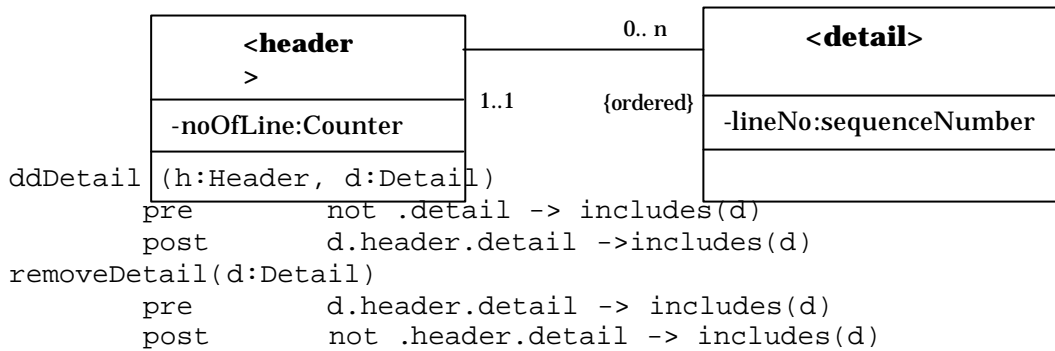 <header
>
-noOfLine:Counter
0.. n
1..1
{ordered}
<detail>
-lineNo:sequenceNumber
ddDetail (h:Header, d:Detail)
pre not .detail -> includes(d)
post d.header.detail ->includes(d)
removeDetail(d:Detail)
pre d.header.detail -> includes(d)
post not .header.detail -> includes(d)